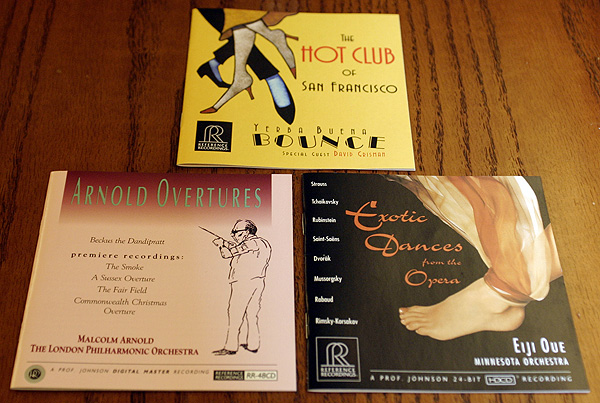 THE
HOT CLUB
OF
SAN FRANCISCO
YERBA BUENA
BOUNCE
SPECIAL GUEST DAVID GRISMAN
R
REFERENCE
RECORDINGS
ARNOLD OVERTURES
Beckus the Dandipratt
premiere recordings:
The Smoke
A Sussex Overture
The Fair Field
Commonwealth Christmas
Overture
MALCOLM ARNOLD
THE LONDON PHILHARMONIC ORCHESTRA
A PROF. JOHNSON DIGITAL MASTER RECORDING
REFERENCE
RECORDINGS
RR-48CD
Strauss
Tchaikovsky
Rubinstein
Saint-Saëns
Dvořák
Mussorgsky
Rabaud
Rimsky-Korsakov
Exotic
Dances
from the
Opera
EIJI OUE
MINNESOTA ORCHESTRA
R
REFERENCE
RECORDINGS
A PROF. JOHNSON 24-BIT HDCD RECORDING